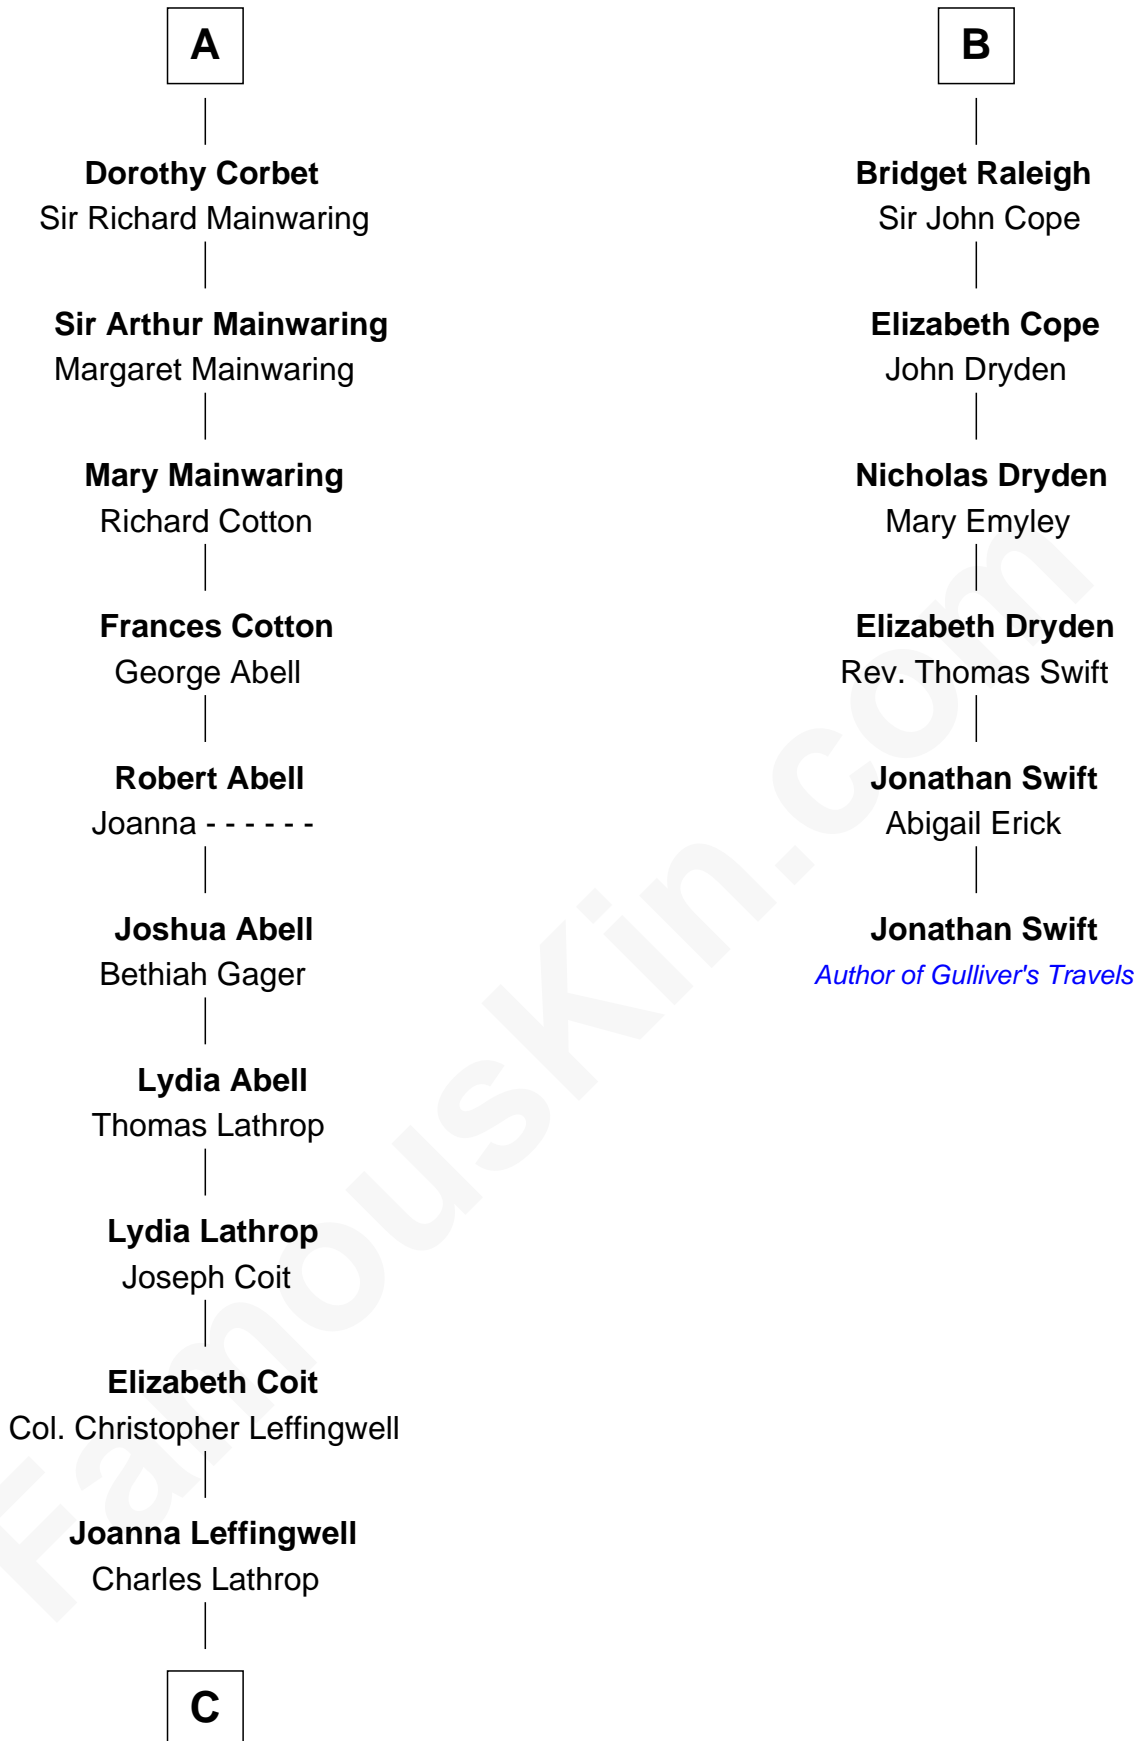 A
Dorothy Corbet
Sir Richard Mainwaring
Sir Arthur Mainwaring
Margaret Mainwaring
Mary Mainwaring
Richard Cotton
Frances Cotton
George Abell
Robert Abell
Joanna - - - - - -
Joshua Abell
Bethiah Gager
Lydia Abell
Thomas Lathrop
Lydia Lathrop
Joseph Coit
Elizabeth Coit
Col. Christopher Leffingwell
Joanna Leffingwell
Charles Lathrop
C
B
Bridget Raleigh
Sir John Cope
Elizabeth Cope
John Dryden
Nicholas Dryden
Mary Emyley
Elizabeth Dryden
Rev. Thomas Swift
Jonathan Swift
Abigail Erick
Jonathan Swift
Author of Gulliver's Travels
FamousKin.com